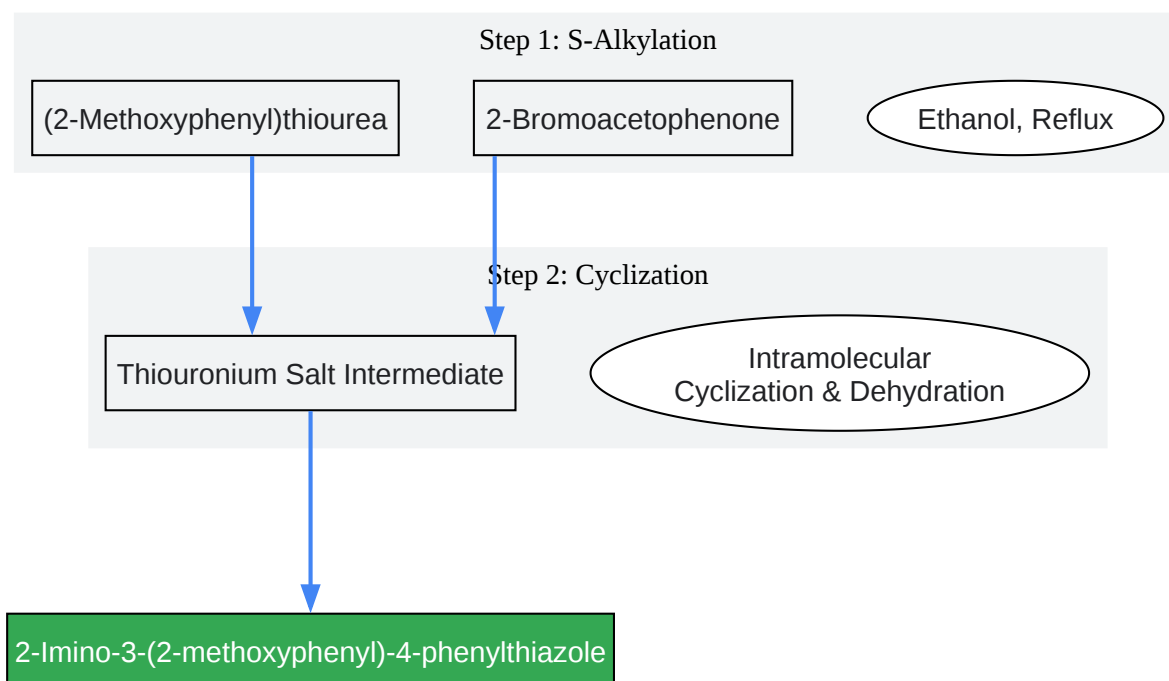 Step 1: S-Alkylation
(2-Methoxyphenyl)thiourea
2-Bromoacetophenone
Ethanol, Reflux
Step 2: Cyclization
Thiouronium Salt Intermediate
Intramolecular
Cyclization & Dehydration
2-Imino-3-(2-methoxyphenyl)-4-phenylthiazole